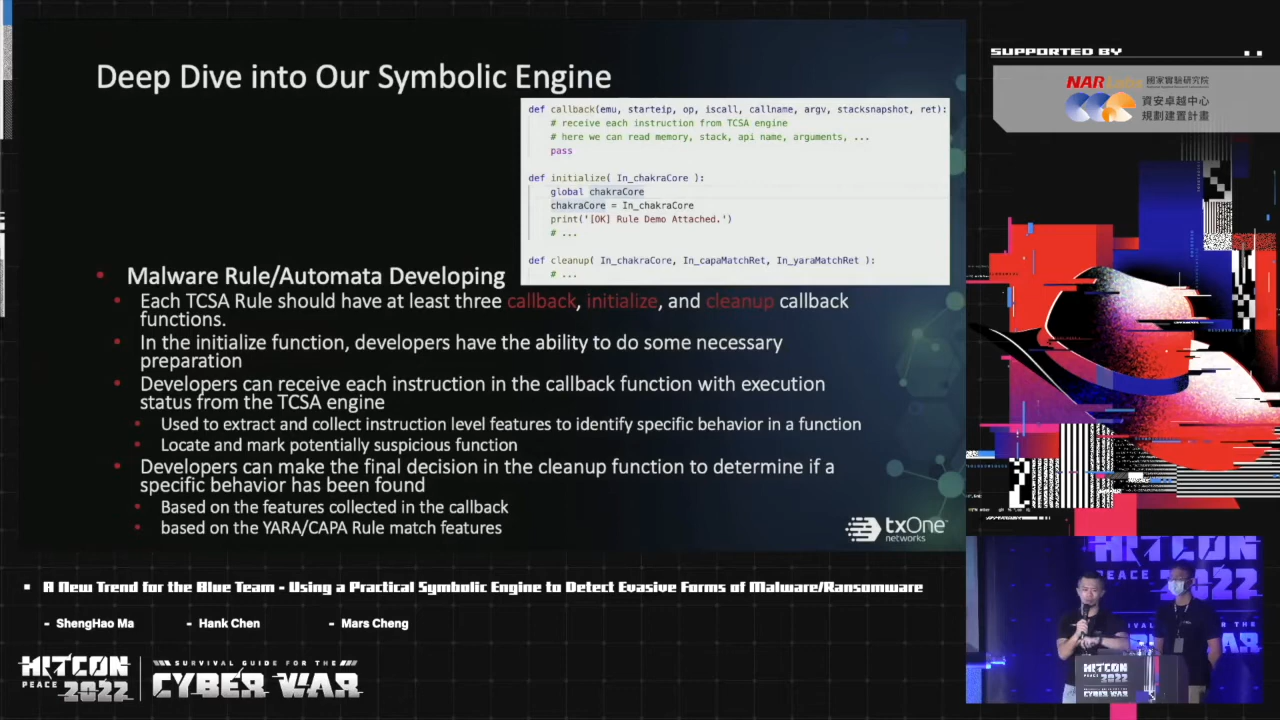 Deep Dive into Our Symbolic Engine
def callback(emu, starteip, op, iscall, callname, argv, stacksnapshot, ret):
# receive each instruction from TCSA engine
# here we can read memory, stack, api name, arguments, ...
pass
def initialize( In_chakraCore ):
global chakraCore
chakraCore = In_chakraCore
print('[OK] Rule Demo Attached.')
# ...
def cleanup( In_chakraCore, In_capaMatchRet, In_yaraMatchRet ):
# ...
• Malware Rule/Automata Developing
• Each TCSA Rule should have at least three callback, initialize, and cleanup callback
functions.
• In the initialize function, developers have the ability to do some necessary
preparation
• Developers can receive each instruction in the callback function with execution
status from the TCSA engine
• Used to extract and collect instruction level features to identify specific behavior in a function
• Locate and mark potentially suspicious function
• Developers canmake the final decision in the cleanup function to determine if a
specific behavior has been found
• Based on the features collected in the callback
• based on the YARA/CAPA Rule match features
txOne
networks
SUPPORTED BY
NARLabs 國家實驗研究院
資安卓越中心
規劃建置計畫
A New Trend for the Blue Team - Using a Practical Symbolic Engine to Detect Evasive Forms of Malware/Ransomware
- ShengHao Ma - Hank Chen - Mars Cheng
HITCON
PEACE 2022
SURVIVAL GUIDE FOR THE
CYBER WAR
HITCON
PEACE 2022
CYBER WAR
HITCON
PEACE 2022
CYBER WAR